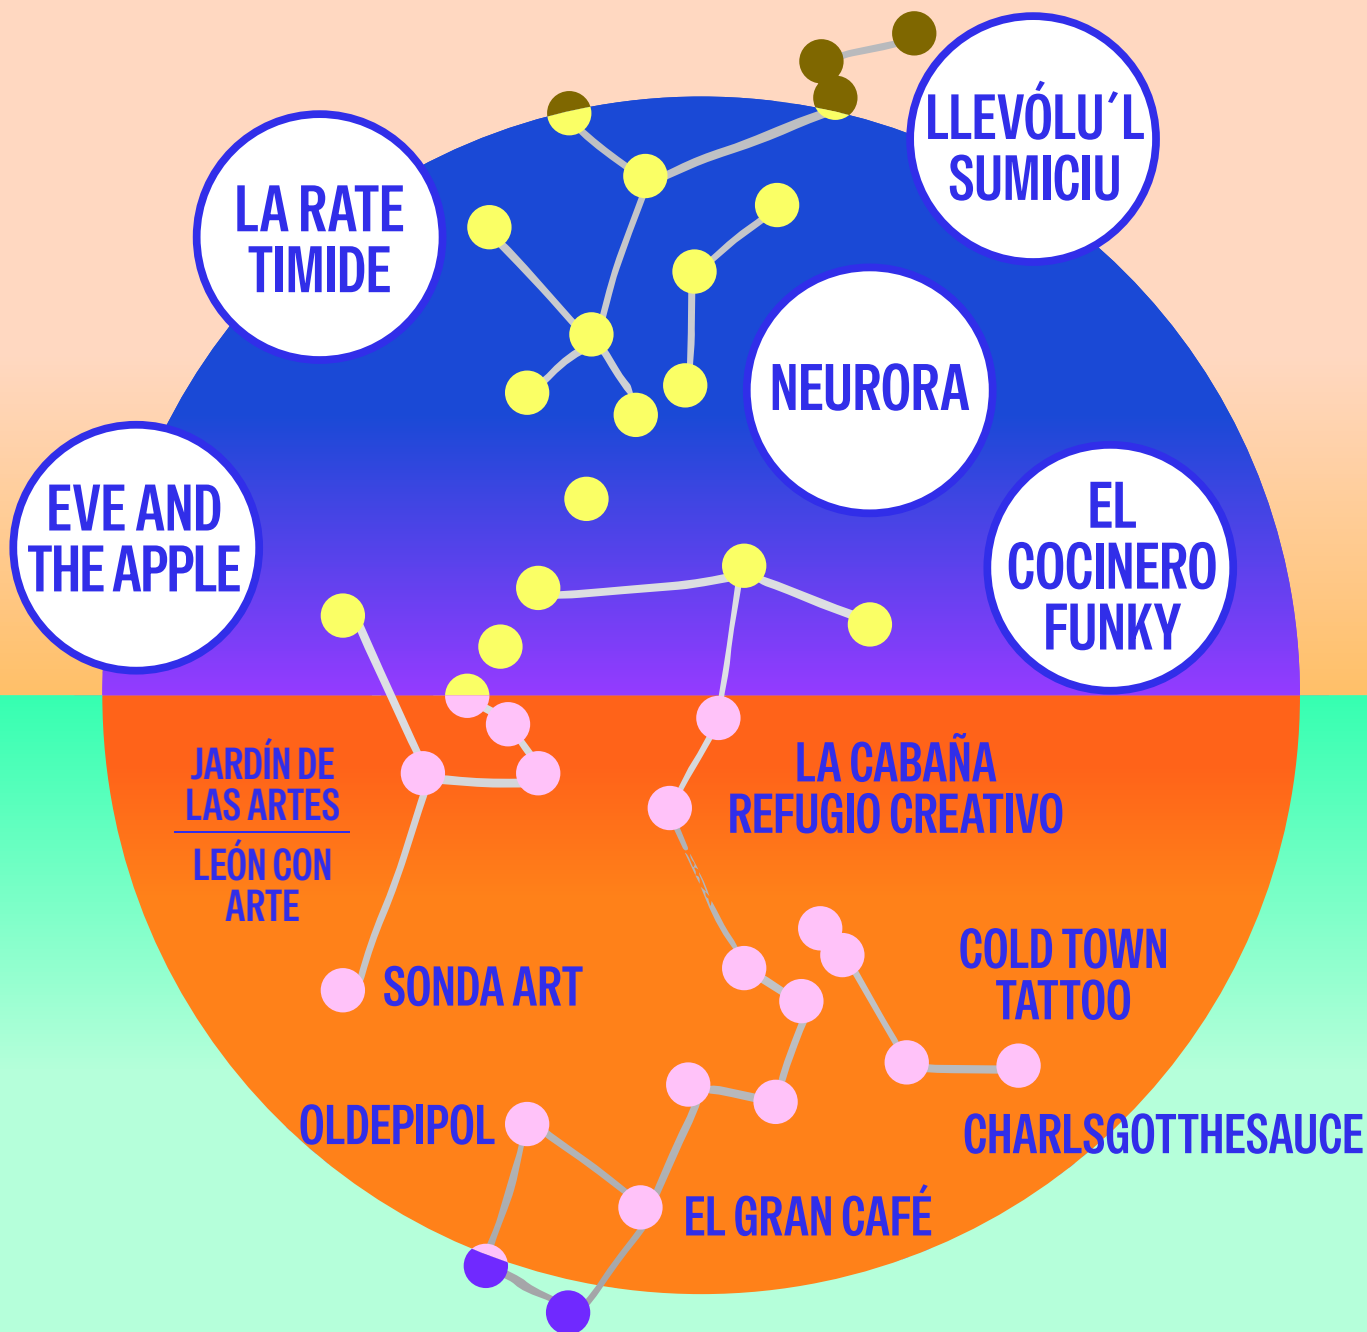 LLEVÓLU´L
SUMICIU
LA RATE
TIMIDE
NEURORA
EVE AND
THE APPLE
EL
COCINERO
FUNKY
JARDÍN DE
LAS ARTES
LEÓN CON
ARTE
LA CABAÑA
REFUGIO CREATIVO
SONDA ART
COLD TOWN
TATTOO
OLDEPIPOL
CHARLSGOTTHESAUCE
EL GRAN CAFÉ